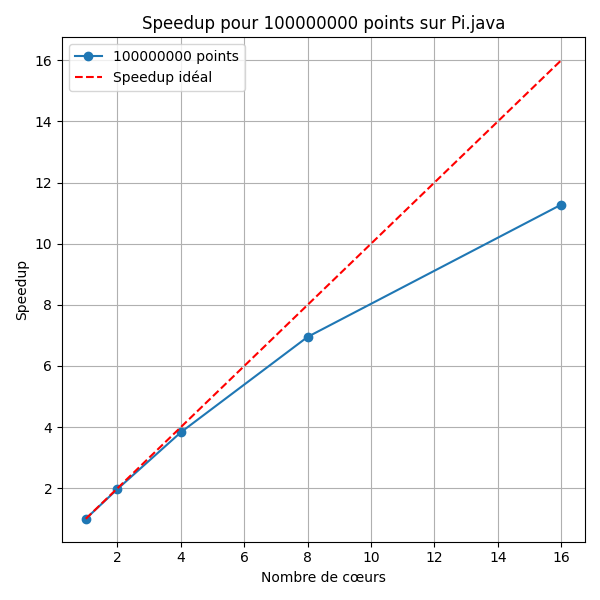 Speedup pour 100000000 points sur Pi.java
100000000 points
Speedup idéal
Speedup
16
14
12
10
8
6
4
2
2 4 6 8 10 12 14 16
Nombre de cœurs